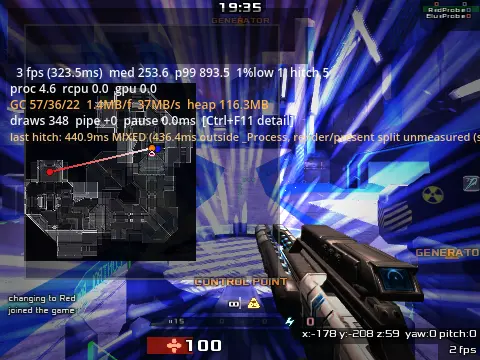 19:35
GENERATOR
RedProbe
BlueProbe
3 fps (323.5ms) med 253.6 p99 893.5 1%low 1 hitch 5
proc 4.6 rcpu 0.0 gpu 0.0
GC 57/36/22 1.4MB/f 37MB/s heap 116.3MB
draws 348 pipe +0 pause 0.0ms [Ctrl+F11 detail]
last hitch: 440.9ms MIXED (436.4ms outside _Process, render/present split unmeasured (s
GENERATOR
CONTROL POINT
changing to Red
joined the game
15
0
100
x:-178 y:-208 z:59 yaw:0 pitch:0
2 fps